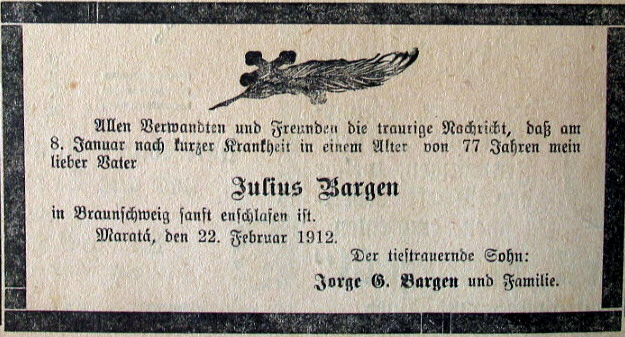 Allen Verwandten und Freunden die traurige Nachricht, daß am
8. Januar nach kurzer Krankheit in einem Alter von 77 Jahren mein
lieber Vater
Julius Bargen
in Braunschweig sanft enschlafen ist.
Maratá, den 22. Februar 1912.
Der tieftrauernde Sohn:
Jorge G. Bargen und Familie.